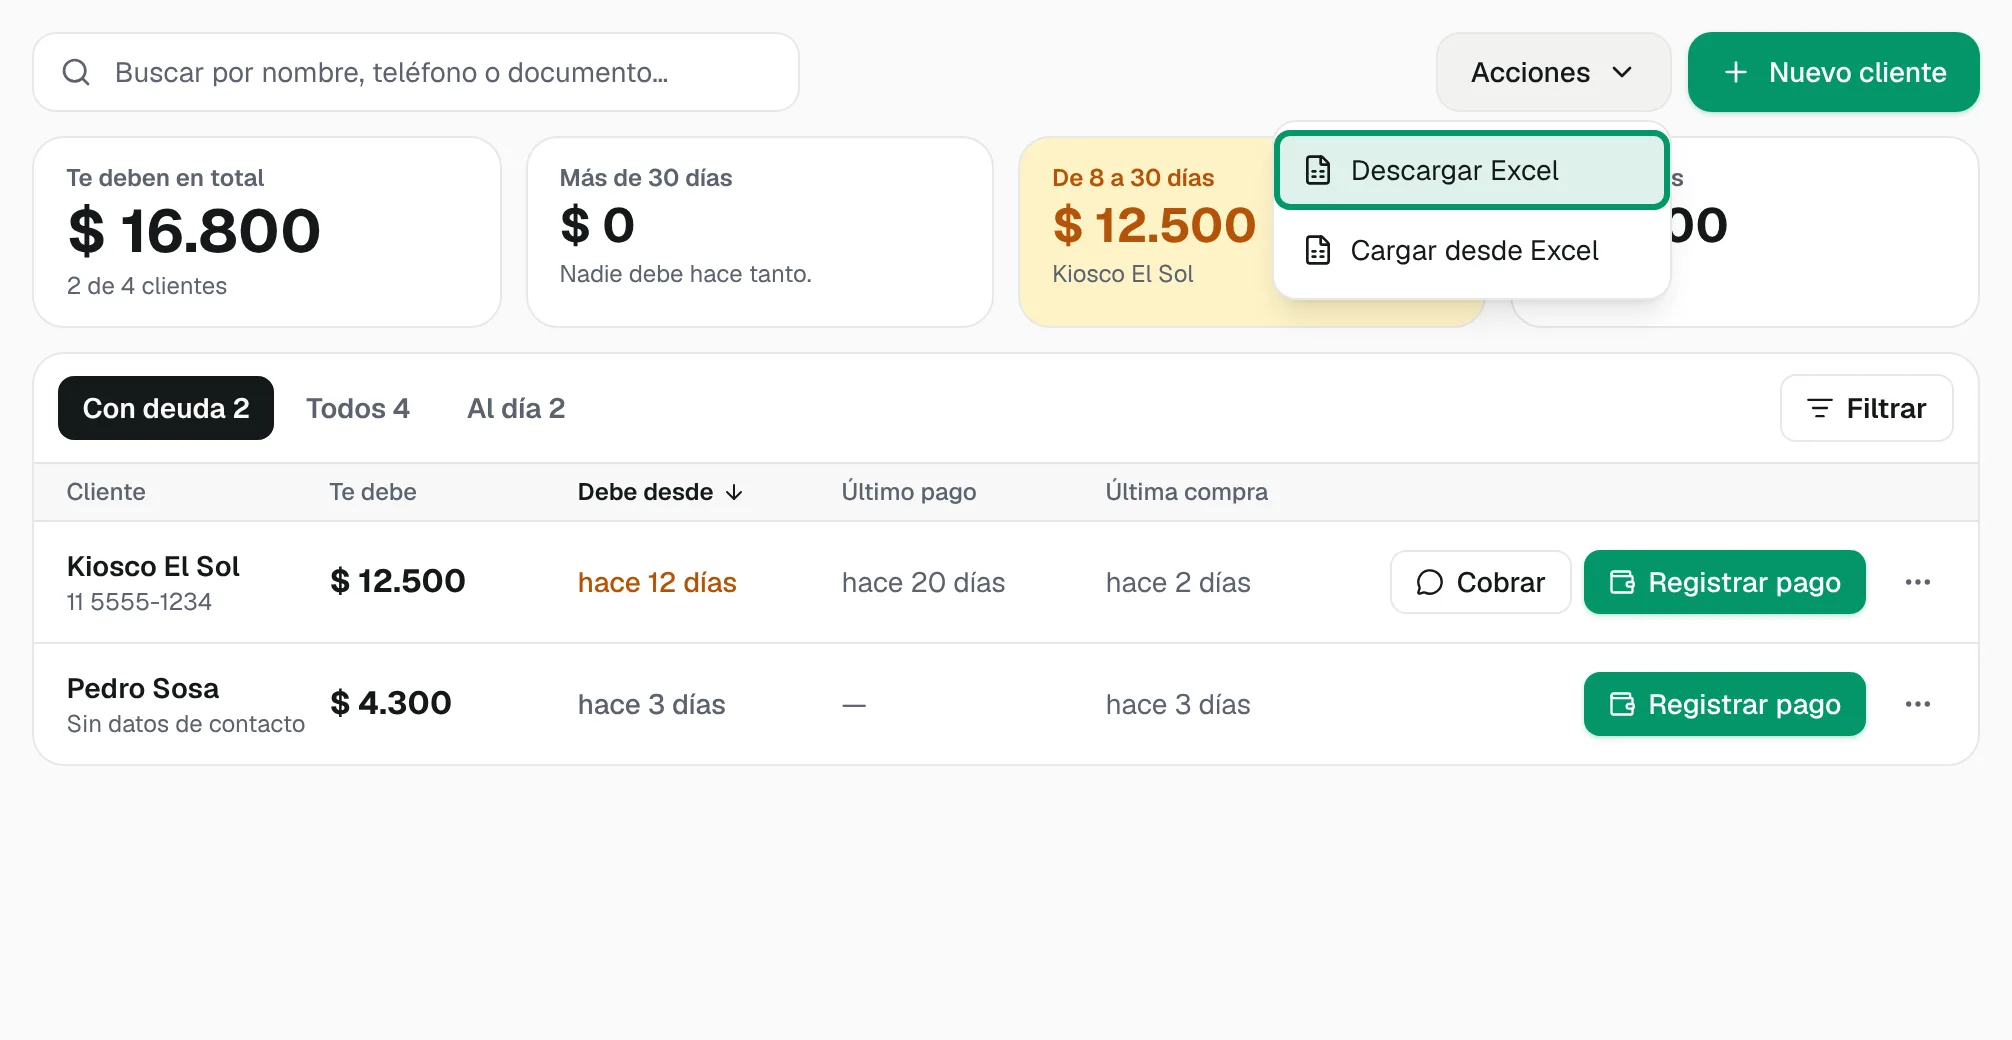 Buscar por nombre, teléfono o documento...
Acciones
+ Nuevo cliente
Descargar Excel
Cargar desde Excel
Te deben en total
$ 16.800
2 de 4 clientes
Más de 30 días
$ 0
Nadie debe hace tanto.
De 8 a 30 días
$ 12.500
Kiosco El Sol
Con deuda 2
Todos 4
Al día 2
Filtrar
Cliente
Te debe
Debe desde ↓
Último pago
Última compra
Kiosco El Sol
11 5555-1234
$ 12.500
hace 12 días
hace 20 días
hace 2 días
Cobrar
Registrar pago
Pedro Sosa
Sin datos de contacto
$ 4.300
hace 3 días
—
hace 3 días
Registrar pago